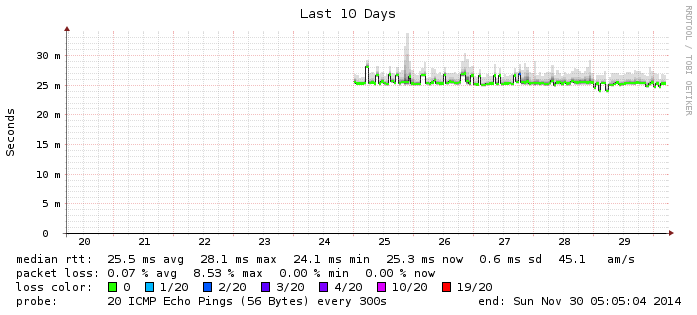 Last 10 Days
RRDTOOL / TOBI OETIKER
Seconds
30 m
25 m
20 m
15 m
10 m
5 m
0
20 21 22 23 24 25 26 27 28 29
median rtt: 25.5 ms avg 28.1 ms max 24.1 ms min 25.3 ms now 0.6 ms sd 45.1 am/s
packet loss: 0.07 % avg 8.53 % max 0.00 % min 0.00 % now
loss color: 0 1/20 2/20 3/20 4/20 10/20 19/20
probe: 20 ICMP Echo Pings (56 Bytes) every 300s end: Sun Nov 30 05:05:04 2014